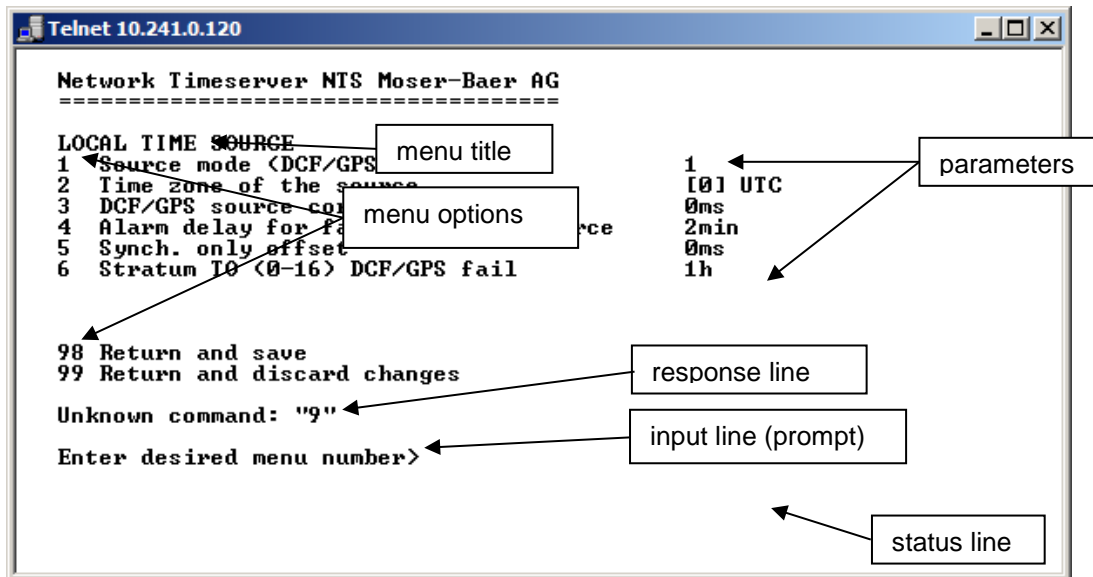 Telnet 10.241.0.120
Network Timeserver NTS Moser-Baer AG
====================================
LOCAL TIME SOURCE
menu title
1 Source mode (DCF/GPS 1
parameters
2 Time zone of the source [0] UTC
3 DCF/GPS source 0ms
menu options
4 Alarm delay for 2min
5 Synch. only offset 0ms
6 Stratum TO (0-16) DCF/GPS fail 1h
98 Return and save
99 Return and discard changes
response line
Unknown command: "9"
input line (prompt)
Enter desired menu number>
status line